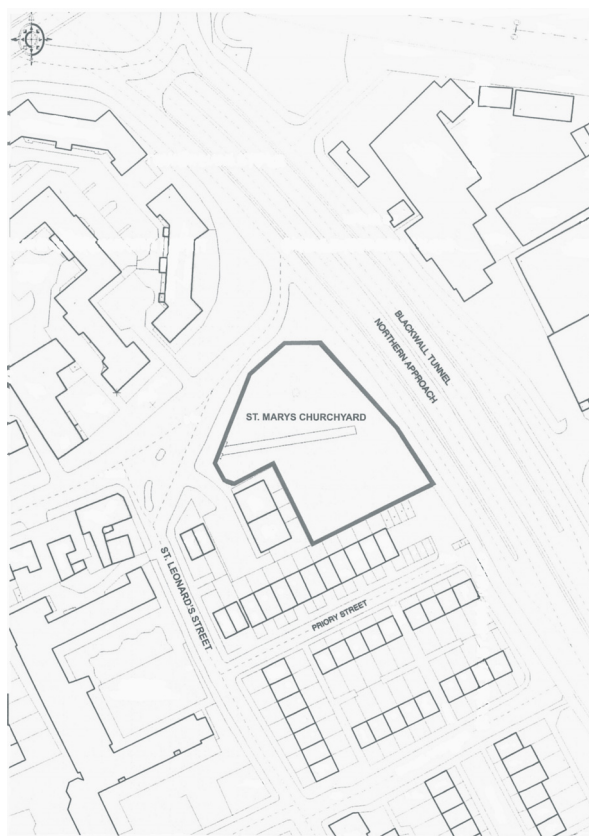 BLACKWALL TUNNEL
NORTHERN APPROACH
ST. MARYS CHURCHYARD
ST. LEONARD'S STREET
PRIORY STREET